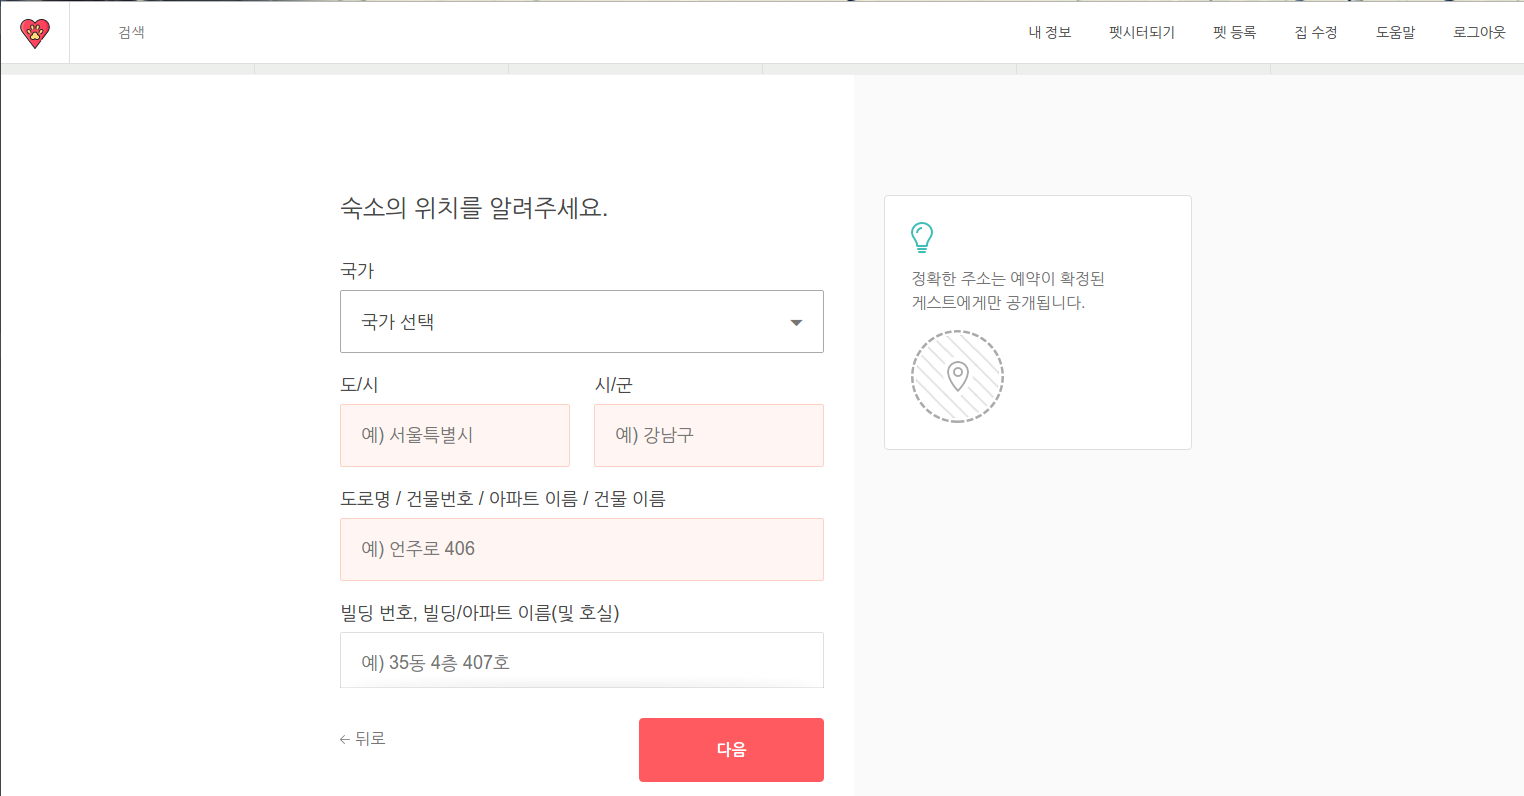 검색
내 정보
펫시터되기
펫 등록
집 수정
도움말
로그아웃
숙소의 위치를 알려주세요.
국가
국가 선택
도/시
시/군
예) 서울특별시
예) 강남구
도로명 / 건물번호 / 아파트 이름 / 건물 이름
예) 언주로 406
빌딩 번호, 빌딩/아파트 이름(및 호실)
예) 35동 4층 407호
← 뒤로
다음
정확한 주소는 예약이 확정된
게스트에게만 공개됩니다.